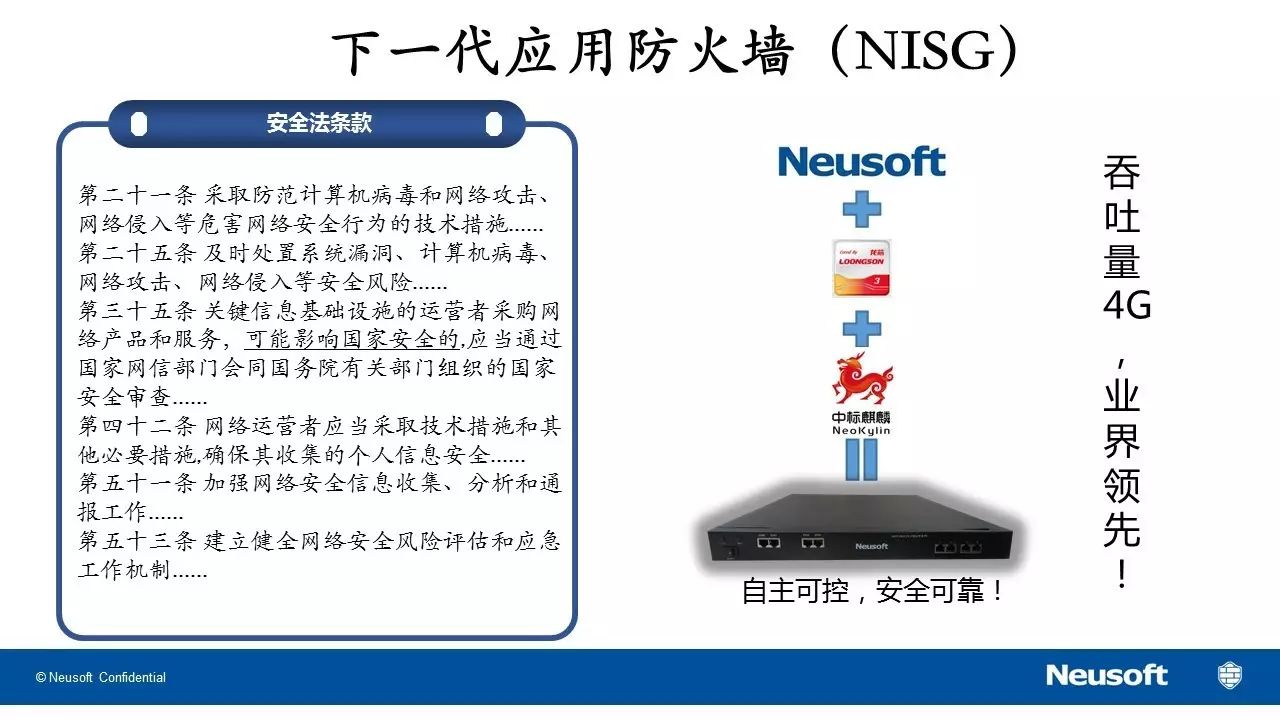 下一代应用防火墙（NISG）
安全法条款
第二十一条 采取防范计算机病毒和网络攻击、
网络侵入等危害网络安全行为的技术措施......
第二十五条 及时处置系统漏洞、计算机病毒、
网络攻击、网络侵入等安全风险......
第三十五条 关键信息基础设施的运营者采购网
络产品和服务，可能影响国家安全的,应当通过
国家网信部门会同国务院有关部门组织的国家
安全审查......
第四十二条 网络运营者应当采取技术措施和其
他必要措施,确保其收集的个人信息安全......
第五十一条 加强网络安全信息收集、分析和通
报工作......
第五十三条 建立健全网络安全风险评估和应急
工作机制......
Neusoft
龙芯
LOONGSON
3
中标麒麟
NeoKylin
Neusoft
自主可控，安全可靠！
吞吐量4G，业界领先！
© Neusoft Confidential
Neusoft